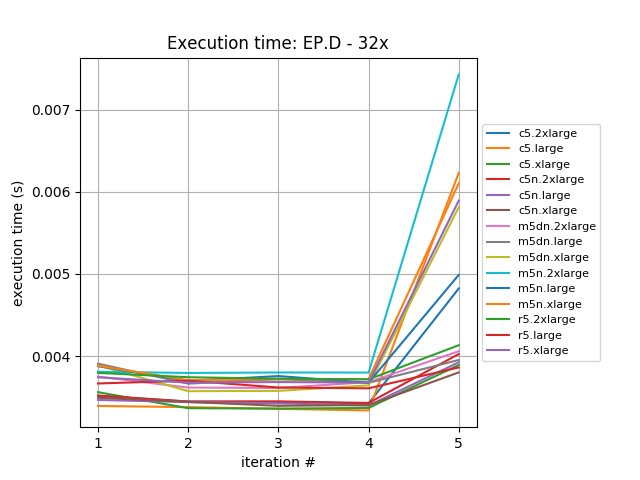 Execution time: EP.D - 32x
execution time (s)
0.007
0.006
0.005
0.004
1 2 3 4 5
iteration #
c5.2xlarge
c5.large
c5.xlarge
c5n.2xlarge
c5n.large
c5n.xlarge
m5dn.2xlarge
m5dn.large
m5dn.xlarge
m5n.2xlarge
m5n.large
m5n.xlarge
r5.2xlarge
r5.large
r5.xlarge